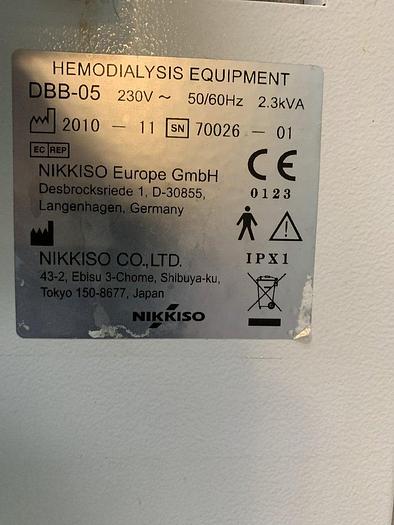 HEMODIALYSIS EQUIPMENT
DBB-05 230V ~ 50/60Hz 2.3kVA
2010 - 11 SN 70026 - 01
EC REP
NIKKISO Europe GmbH
Desbrocksriede 1, D-30855,
Langenhagen, Germany
CE
0123
NIKKISO CO.,LTD.
43-2, Ebisu 3-Chome, Shibuya-ku,
Tokyo 150-8677, Japan
IPX1
NIKKISO